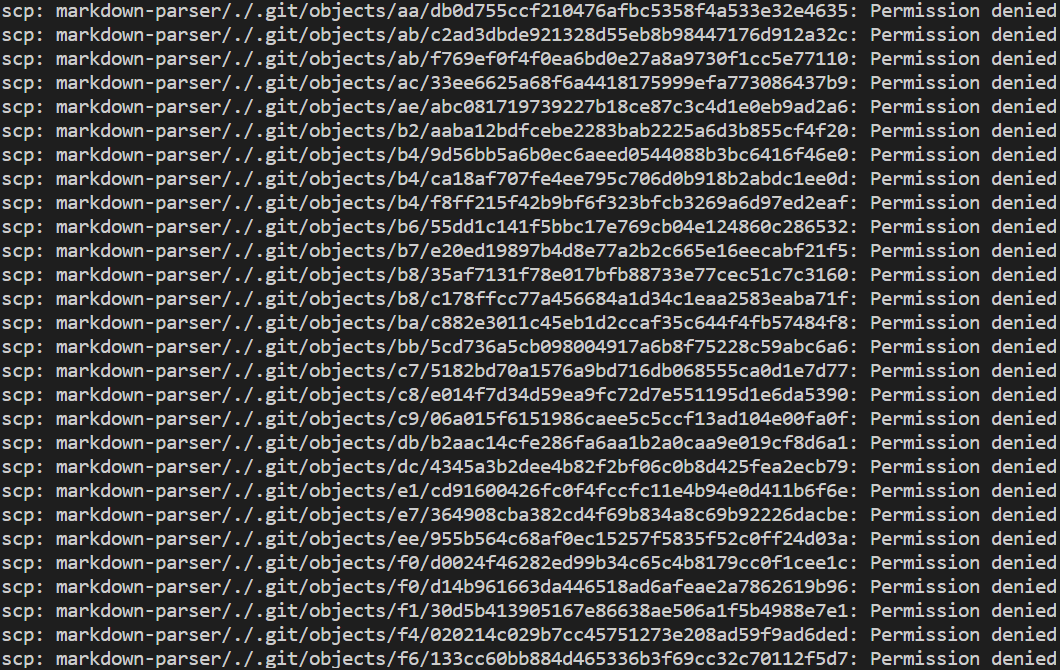 scp: markdown-parser/./.git/objects/aa/db0d755ccf210476afbc5358f4a533e32e4635: Permission denied
scp: markdown-parser/./.git/objects/ab/c2ad3dbde921328d55eb8b98447176d912a32c: Permission denied
scp: markdown-parser/./.git/objects/ab/f769ef0f4f0ea6bd0e27a8a9730f1cc5e77110: Permission denied
scp: markdown-parser/./.git/objects/ac/33ee6625a68f6a4418175999efa773086437b9: Permission denied
scp: markdown-parser/./.git/objects/ae/abc081719739227b18ce87c3c4d1e0eb9ad2a6: Permission denied
scp: markdown-parser/./.git/objects/b2/aaba12bdfcebe2283bab2225a6d3b855cf4f20: Permission denied
scp: markdown-parser/./.git/objects/b4/9d56bb5a6b0ec6aeed0544088b3bc6416f46e0: Permission denied
scp: markdown-parser/./.git/objects/b4/ca18af707fe4ee795c706d0b918b2abdc1ee0d: Permission denied
scp: markdown-parser/./.git/objects/b4/f8ff215f42b9bf6f323bfcb3269a6d97ed2eaf: Permission denied
scp: markdown-parser/./.git/objects/b6/55dd1c141f5bbc17e769cb04e124860c286532: Permission denied
scp: markdown-parser/./.git/objects/b7/e20ed19897b4d8e77a2b2c665e16eecabf21f5: Permission denied
scp: markdown-parser/./.git/objects/b8/35af7131f78e017bfb88733e77cec51c7c3160: Permission denied
scp: markdown-parser/./.git/objects/b8/c178ffcc77a456684a1d34c1eaa2583eaba71f: Permission denied
scp: markdown-parser/./.git/objects/ba/c882e3011c45eb1d2ccaf35c644f4fb57484f8: Permission denied
scp: markdown-parser/./.git/objects/bb/5cd736a5cb098004917a6b8f75228c59abc6a6: Permission denied
scp: markdown-parser/./.git/objects/c7/5182bd70a1576a9bd716db068555ca0d1e7d77: Permission denied
scp: markdown-parser/./.git/objects/c8/e014f7d34d59ea9fc72d7e551195d1e6da5390: Permission denied
scp: markdown-parser/./.git/objects/c9/06a015f6151986caee5c5ccf13ad104e00fa0f: Permission denied
scp: markdown-parser/./.git/objects/db/b2aac14cfe286fa6aa1b2a0caa9e019cf8d6a1: Permission denied
scp: markdown-parser/./.git/objects/dc/4345a3b2dee4b82f2bf06c0b8d425fea2ecb79: Permission denied
scp: markdown-parser/./.git/objects/e1/cd91600426fc0f4fccfc11e4b94e0d411b6f6e: Permission denied
scp: markdown-parser/./.git/objects/e7/364908cba382cd4f69b834a8c69b92226dacbe: Permission denied
scp: markdown-parser/./.git/objects/ee/955b564c68af0ec15257f5835f52c0ff24d03a: Permission denied
scp: markdown-parser/./.git/objects/f0/d0024f46282ed99b34c65c4b8179cc0f1cee1c: Permission denied
scp: markdown-parser/./.git/objects/f0/d14b961663da446518ad6afeae2a7862619b96: Permission denied
scp: markdown-parser/./.git/objects/f1/30d5b413905167e86638ae506a1f5b4988e7e1: Permission denied
scp: markdown-parser/./.git/objects/f4/020214c029b7cc45751273e208ad59f9ad6ded: Permission denied
scp: markdown-parser/./.git/objects/f6/133cc60bb884d465336b3f69cc32c70112f5d7: Permission denied